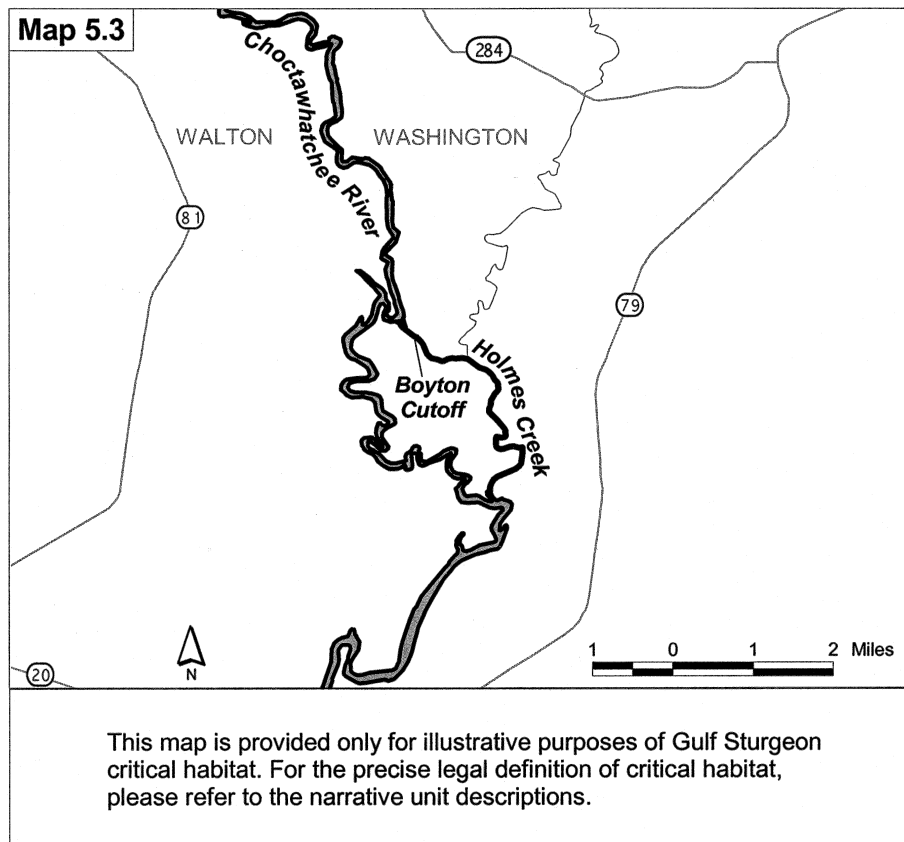 Map 5.3
284
Choctawhatchee River
WALTON
WASHINGTON
81
79
Holmes Creek
Boyton
Cutoff
N
1 0 1 2 Miles
20
This map is provided only for illustrative purposes of Gulf Sturgeon
critical habitat. For the precise legal definition of critical habitat,
please refer to the narrative unit descriptions.